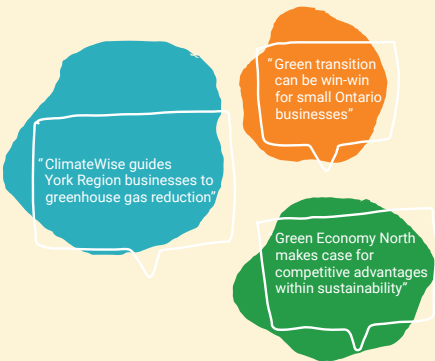 “ClimateWise guides
York Region businesses to
greenhouse gas reduction”
“Green transition
can be win-win
for small Ontario
businesses”
Green Economy North
makes case for
competitive advantages
within sustainability”